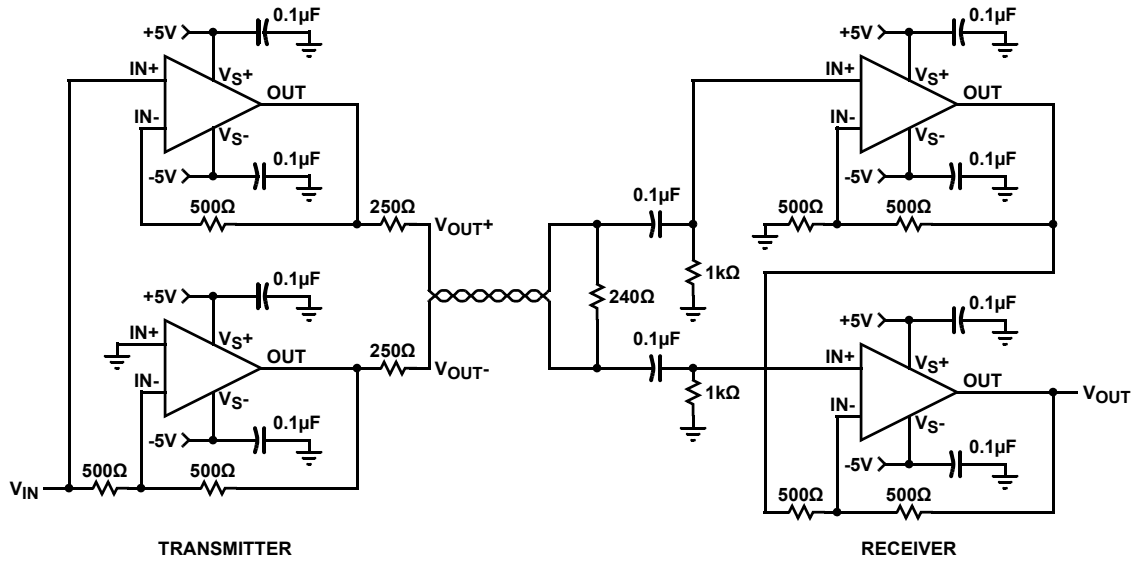 0.1µF
+5V
IN+
VS+
OUT
IN-
VS-
-5V
0.1µF
500Ω
250Ω
VOUT+
0.1µF
+5V
IN+
VS+
OUT
250Ω
VOUT-
IN-
VS-
-5V
0.1µF
500Ω
500Ω
VIN
TRANSMITTER
0.1µF
1kΩ
240Ω
0.1µF
1kΩ
0.1µF
+5V
IN+
VS+
OUT
IN-
VS-
-5V
0.1µF
500Ω
500Ω
0.1µF
+5V
IN+
VS+
OUT
VOUT
IN-
VS-
-5V
0.1µF
500Ω
500Ω
RECEIVER